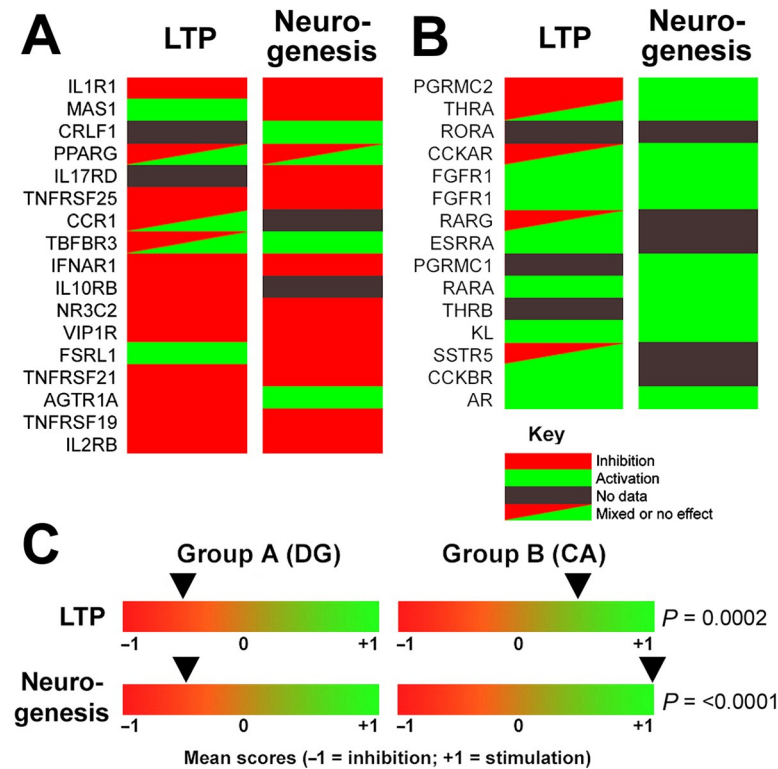 A
LTP
Neuro-
genesis
IL1R1
MAS1
CRLF1
PPARG
IL17RD
TNFRSF25
CCR1
TBFBR3
IFNAR1
IL10RB
NR3C2
VIP1R
FSRL1
TNFRSF21
AGTR1A
TNFRSF19
IL2RB
B
LTP
Neuro-
genesis
PGRMC2
THRA
RORA
CCKAR
FGFR1
FGFR1
RARG
ESRRA
PGRMC1
RARA
THRB
KL
SSTR5
CCKBR
AR
Key
Inhibition
Activation
No data
Mixed or no effect
C
Group A (DG)
Group B (CA)
LTP
–1 0 +1
–1 0 +1
P = 0.0002
Neuro-
genesis
–1 0 +1
–1 0 +1
P = <0.0001
Mean scores (–1 = inhibition; +1 = stimulation)